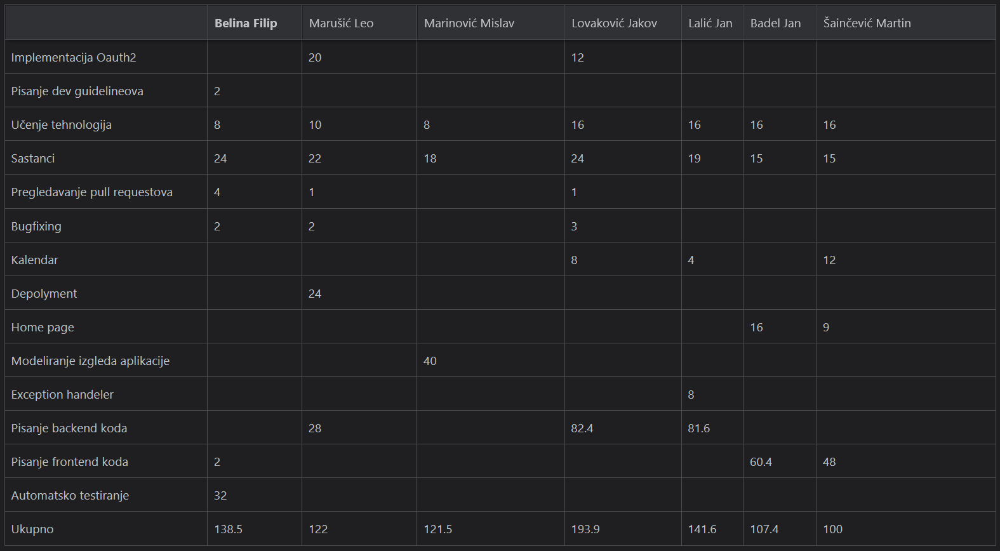 Belina Filip Marušić Leo Marinović Mislav Lovaković Jakov Lalić Jan Badel Jan Šainčević Martin
Implementacija Oauth2 20 12
Pisanje dev guidelineova 2
Učenje tehnologija 8 10 8 16 16 16 16
Sastanci 24 22 18 24 19 15 15
Pregledavanje pull requestova 4 1 1
Bugfixing 2 2 3
Kalendar 8 4 12
Depolyment 24
Home page 16 9
Modeliranje izgleda aplikacije 40
Exception handeler 8
Pisanje backend koda 28 82.4 81.6
Pisanje frontend koda 2 60.4 48
Automatsko testiranje 32
Ukupno 138.5 122 121.5 193.9 141.6 107.4 100